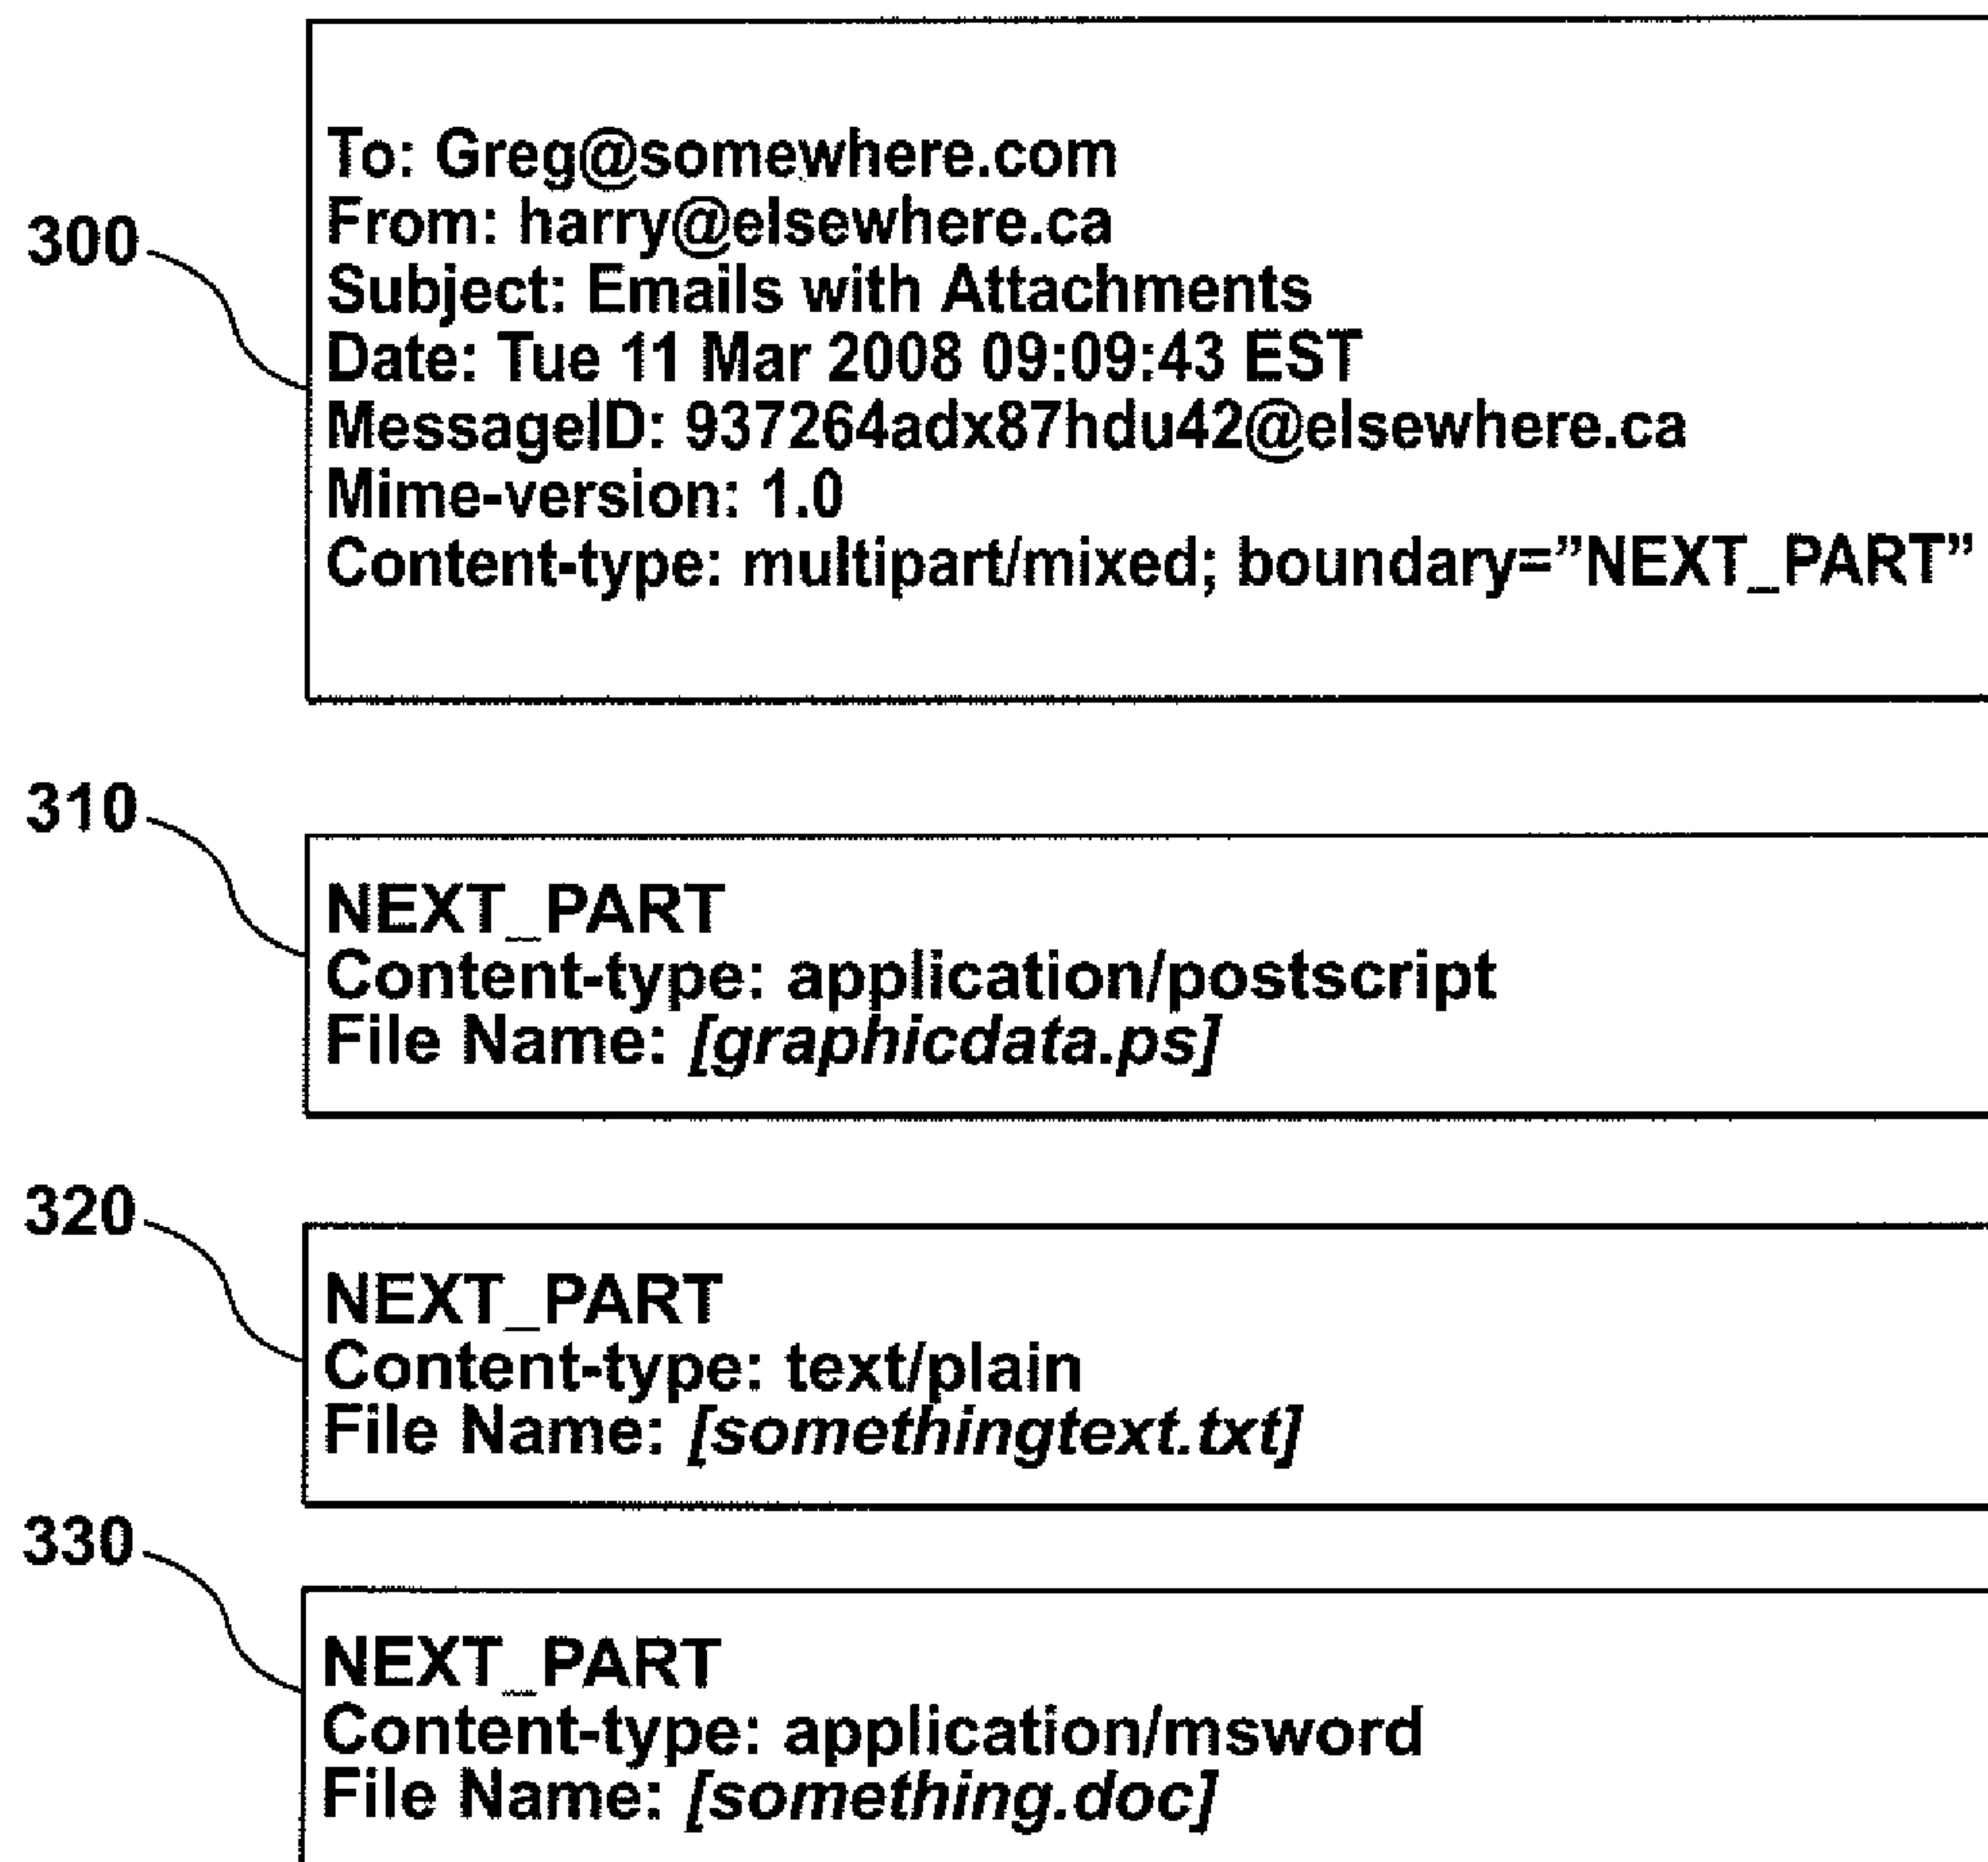 300
To: Greg@somewhere.com
From: harry@elsewhere.ca
Subject: Emails with Attachments
Date: Tue 11 Mar 2008 09:09:43 EST
MessageID: 937264adx87hdu42@elsewhere.ca
Mime-version: 1.0
Content-type: multipart/mixed; boundary=”NEXT_PART”
310
NEXT_PART
Content-type: application/postscript
File Name: [graphicdata.ps]
320
NEXT_PART
Content-type: text/plain
File Name: [somethingtext.txt]
330
NEXT_PART
Content-type: application/msword
File Name: [something.doc]